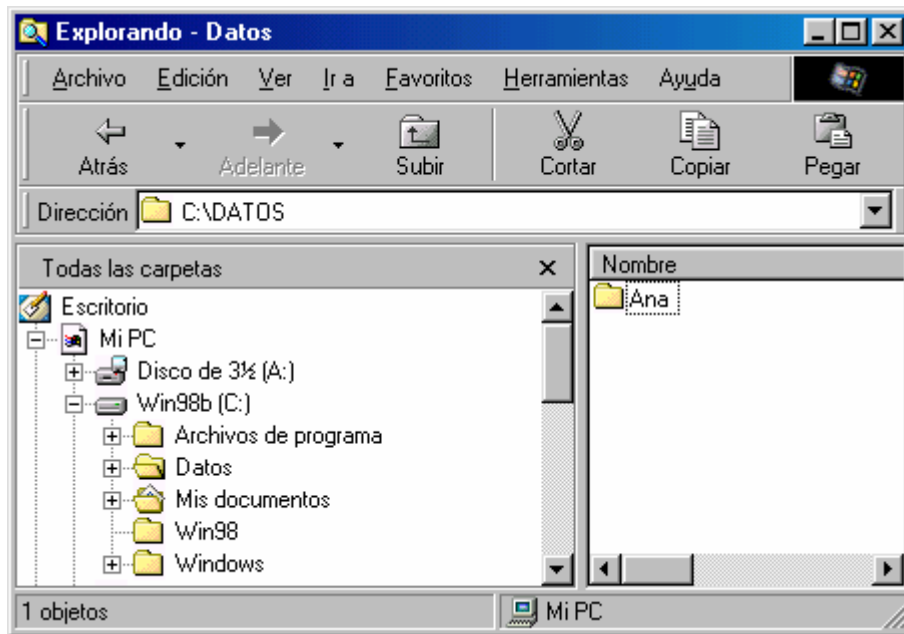 Explorando - Datos
Archivo Edición Ver Ir a Favoritos Herramientas Ayuda
Atrás Adelante Subir Cortar Copiar Pegar
Dirección C:\DATOS
Todas las carpetas
Escritorio
Mi PC
Disco de 3½ (A:)
Win98b (C:)
Archivos de programa
Datos
Mis documentos
Win98
Windows
Nombre
Ana
1 objetos
Mi PC